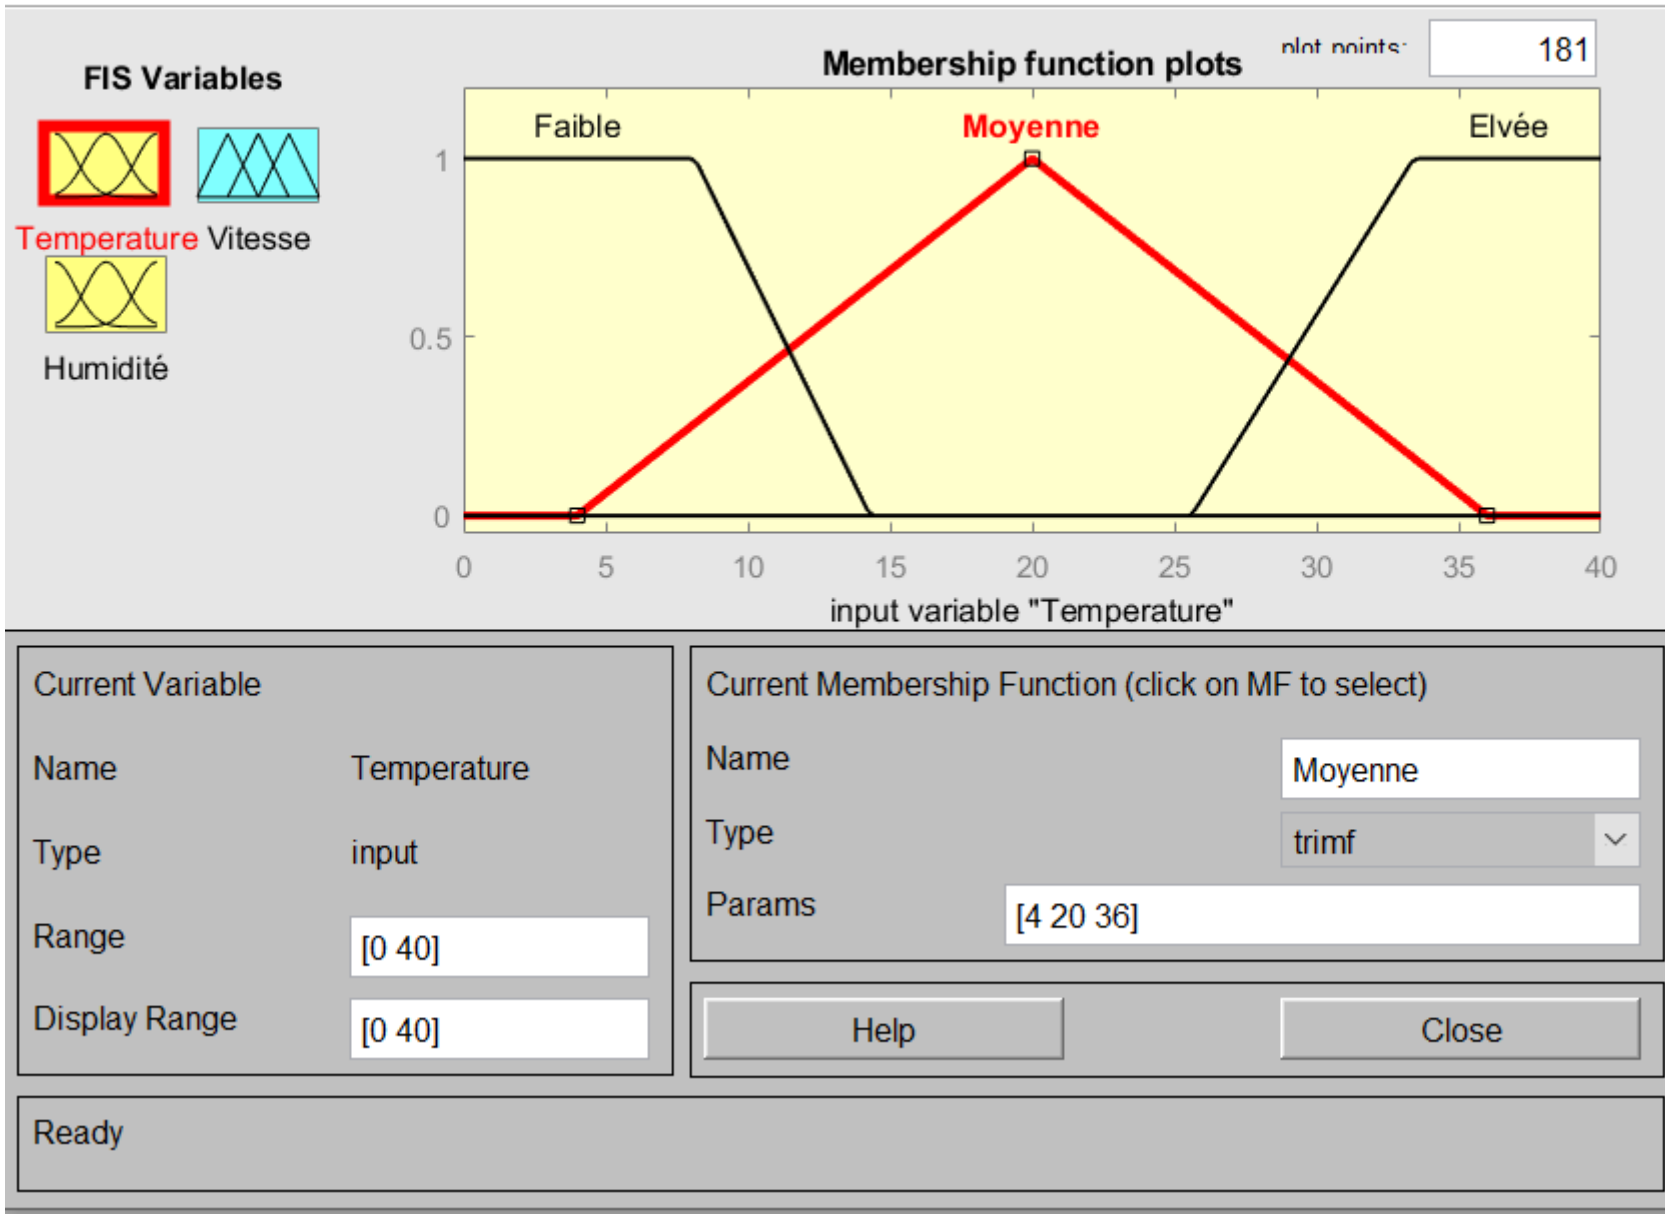 FIS Variables
Temperature
Vitesse
Humidité
Membership function plots
plot points:
181
Faible
Moyenne
Elvée
1
0.5
0
0 5 10 15 20 25 30 35 40
input variable "Temperature"
Current Variable
Name Temperature
Type input
Range [0 40]
Display Range [0 40]
Current Membership Function (click on MF to select)
Name Moyenne
Type trimf
Params [4 20 36]
Help
Close
Ready